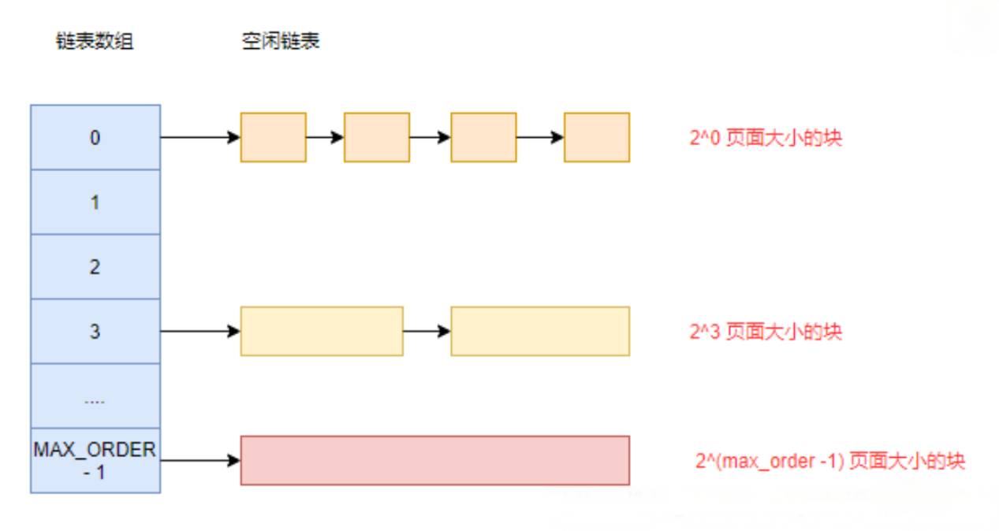 链表数组
空闲链表
0
2^0 页面大小的块
1
2
3
2^3 页面大小的块
....
MAX_ORDER
- 1
2^(max_order -1) 页面大小的块